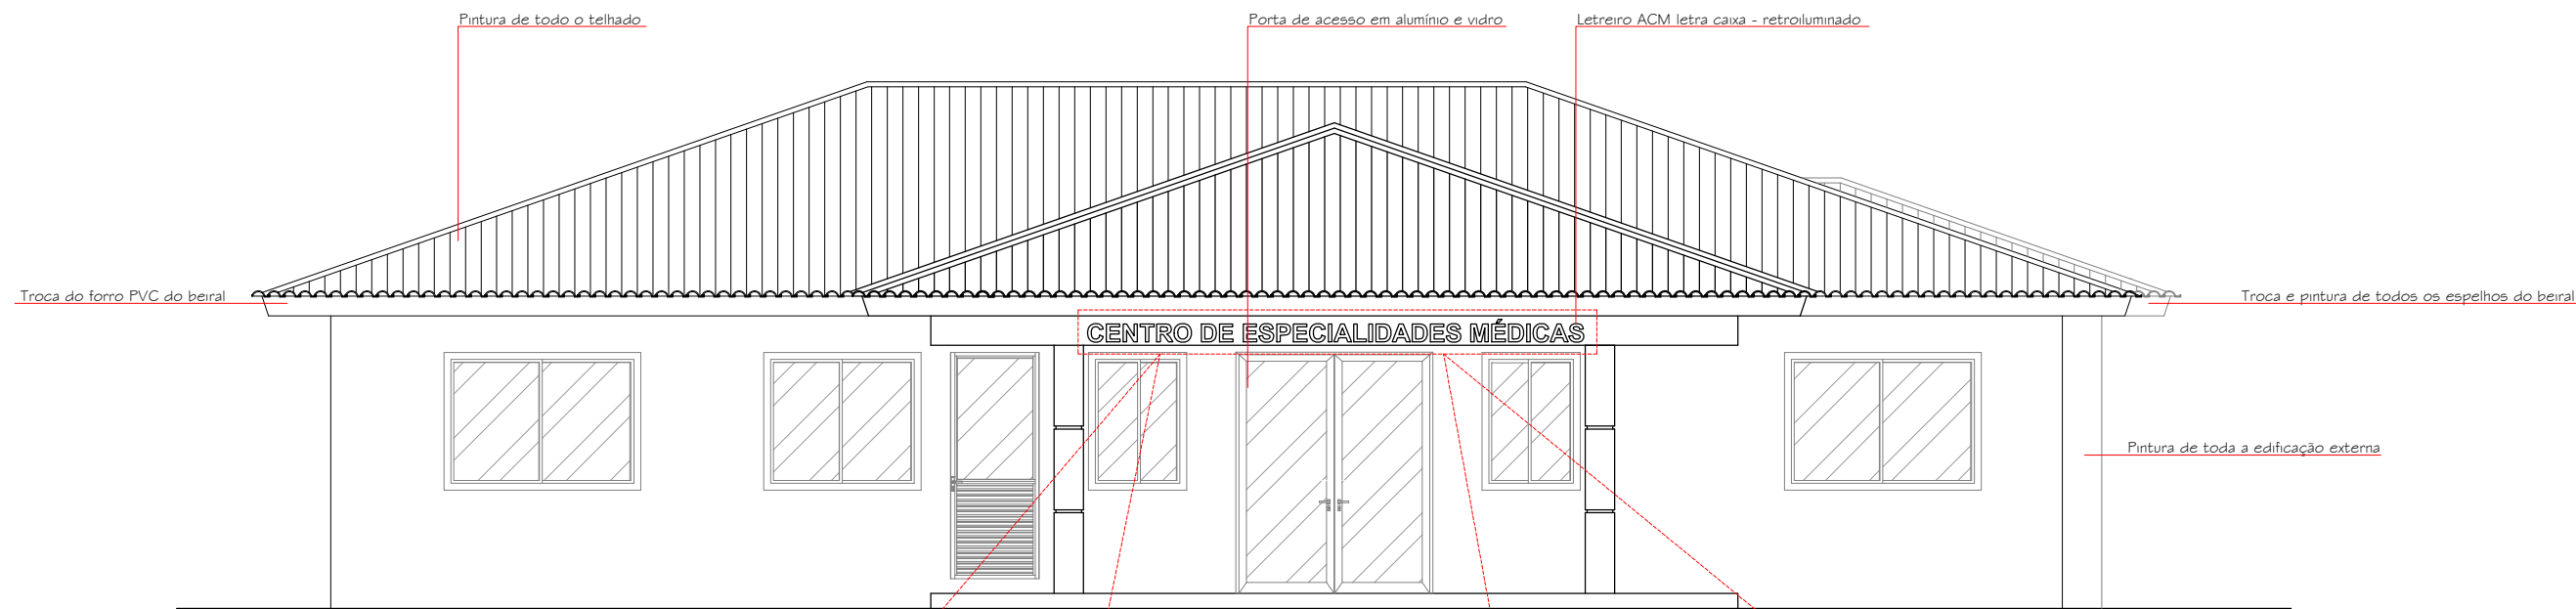 Pintura de todo o telhado
Porta de acesso em alumínio e vidro
Letreiro ACM letra caixa - retroiluminado
Troca do forro PVC do beiral
Troca e pintura de todos os espelhos do beiral
CENTRO DE ESPECIALIDADES MÉDICAS
Pintura de toda a edificação externa